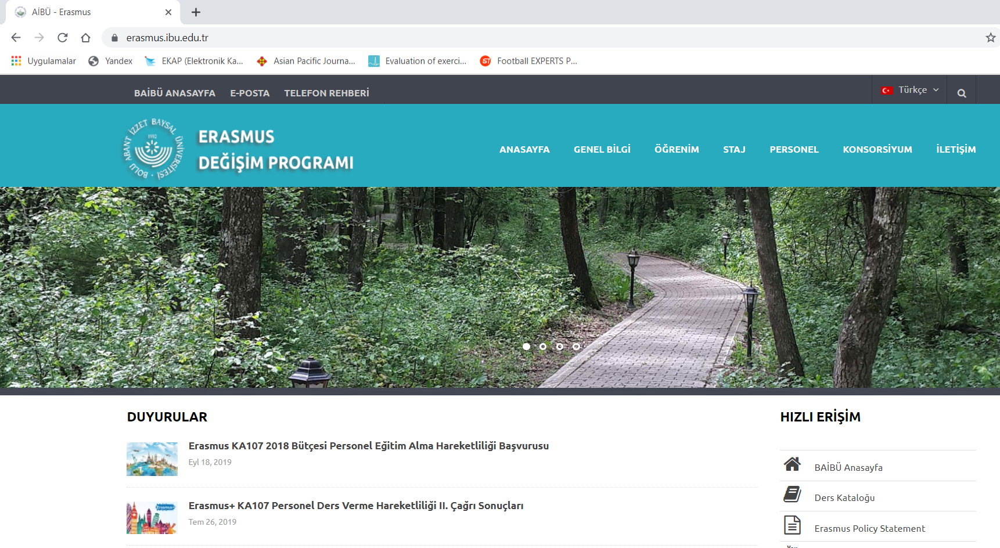 AİBÜ - Erasmus
erasmus.ibu.edu.tr
Uygulamalar
Yandex
EKAP (Elektronik Ka...
Asian Pacific Journa...
Evaluation of exerci...
Football EXPERTS P...
BAİBÜ ANASAYFA
E-POSTA
TELEFON REHBERİ
Türkçe
BOLU ABANT İZZET BAYSAL ÜNİVERSİTESİ
1992
ERASMUS
DEĞİŞİM PROGRAMI
ANASAYFA
GENEL BİLGİ
ÖĞRENİM
STAJ
PERSONEL
KONSORSİYUM
İLETİŞİM
DUYURULAR
Erasmus KA107 2018 Bütçesi Personel Eğitim Alma Hareketliliği Başvurusu
Eyl 18, 2019
Erasmus+
Erasmus+ KA107 Personel Ders Verme Hareketliliği II. Çağrı Sonuçları
Tem 26, 2019
HIZLI ERİŞİM
BAİBÜ Anasayfa
Ders Kataloğu
Erasmus Policy Statement